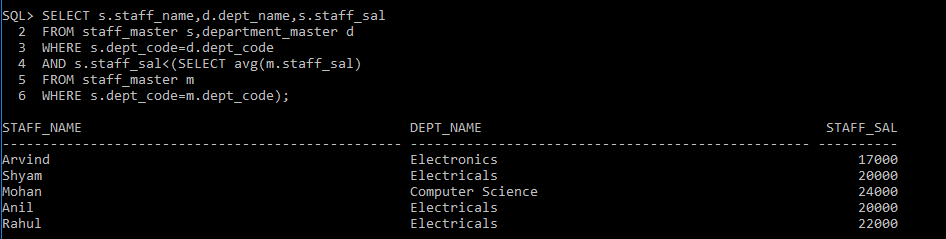 SQL> SELECT s.staff_name,d.dept_name,s.staff_sal
2 FROM staff_master s,department_master d
3 WHERE s.dept_code=d.dept_code
4 AND s.staff_sal<(SELECT avg(m.staff_sal)
5 FROM staff_master m
6 WHERE s.dept_code=m.dept_code);
STAFF_NAME DEPT_NAME STAFF_SAL
-------------------------------------------------- -------------------------------------------------- ----------
Arvind Electronics 17000
Shyam Electricals 20000
Mohan Computer Science 24000
Anil Electricals 20000
Rahul Electricals 22000